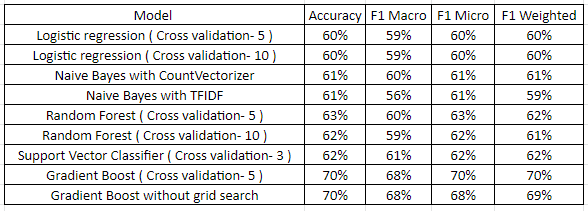 Model Accuracy F1 Macro F1 Micro F1 Weighted
Logistic regression ( Cross validation- 5 ) 60% 59% 60% 60%
Logistic regression ( Cross validation- 10 ) 60% 59% 60% 60%
Naive Bayes with CountVectorizer 61% 60% 61% 61%
Naive Bayes with TFIDF 61% 56% 61% 59%
Random Forest ( Cross validation- 5 ) 63% 60% 63% 62%
Random Forest ( Cross validation- 10 ) 62% 59% 62% 61%
Support Vector Classifier ( Cross validation- 3 ) 62% 61% 62% 62%
Gradient Boost ( Cross validation- 5 ) 70% 68% 70% 70%
Gradient Boost without grid search 70% 68% 68% 69%